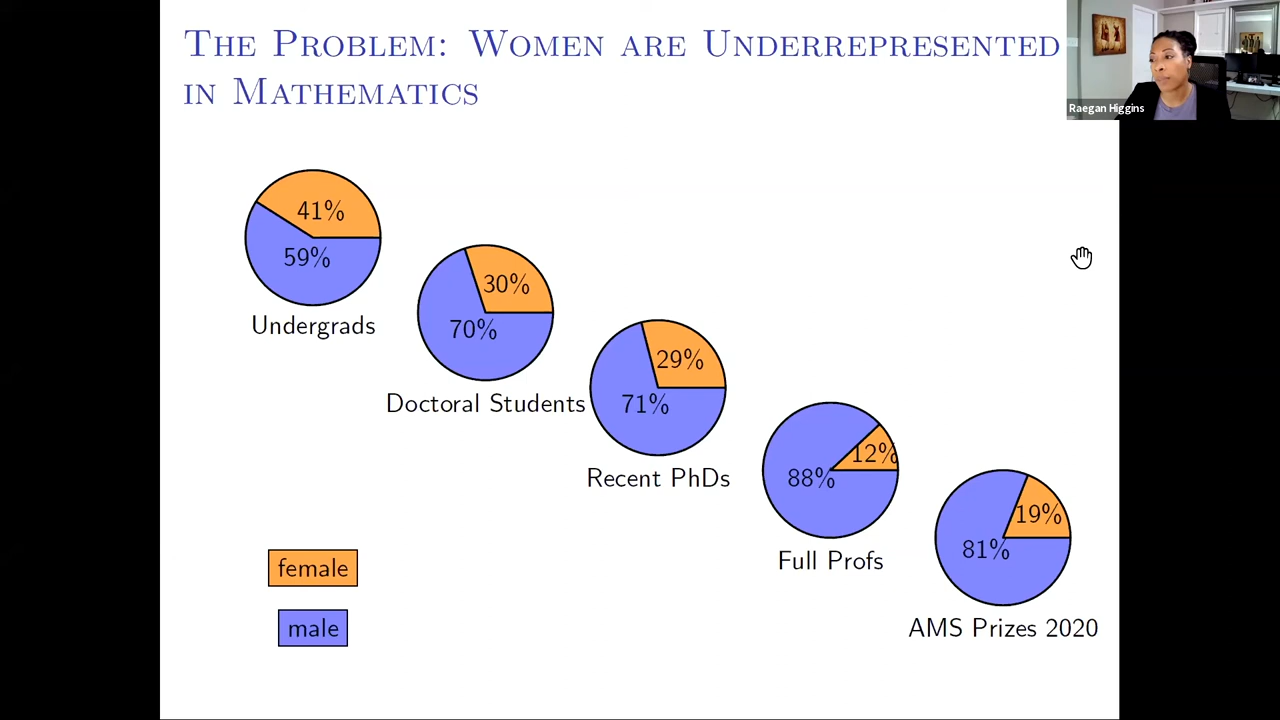 THE PROBLEM: WOMEN ARE UNDERREPRESENTED
IN MATHEMATICS
Raegan Higgins
41%
59%
Undergrads
30%
70%
Doctoral Students
29%
71%
Recent PhDs
12%
88%
Full Profs
19%
81%
AMS Prizes 2020
female
male